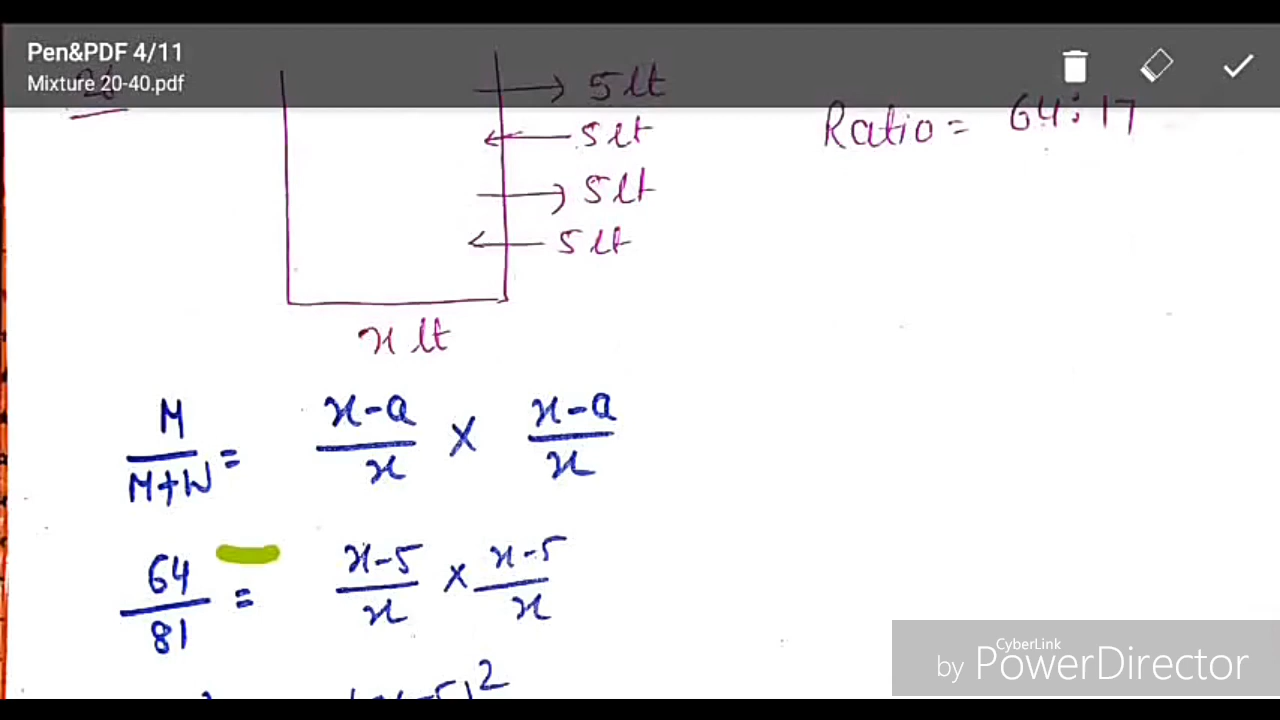 Pen&PDF 4/11
Mixture 20-40.pdf
26
5 lt
5 lt
5 lt
5 lt
Ratio = 64:17
x lt
M/M+W = x-a/x × x-a/x
64/81 = x-5/x × x-5/x
CyberLink
by PowerDirector